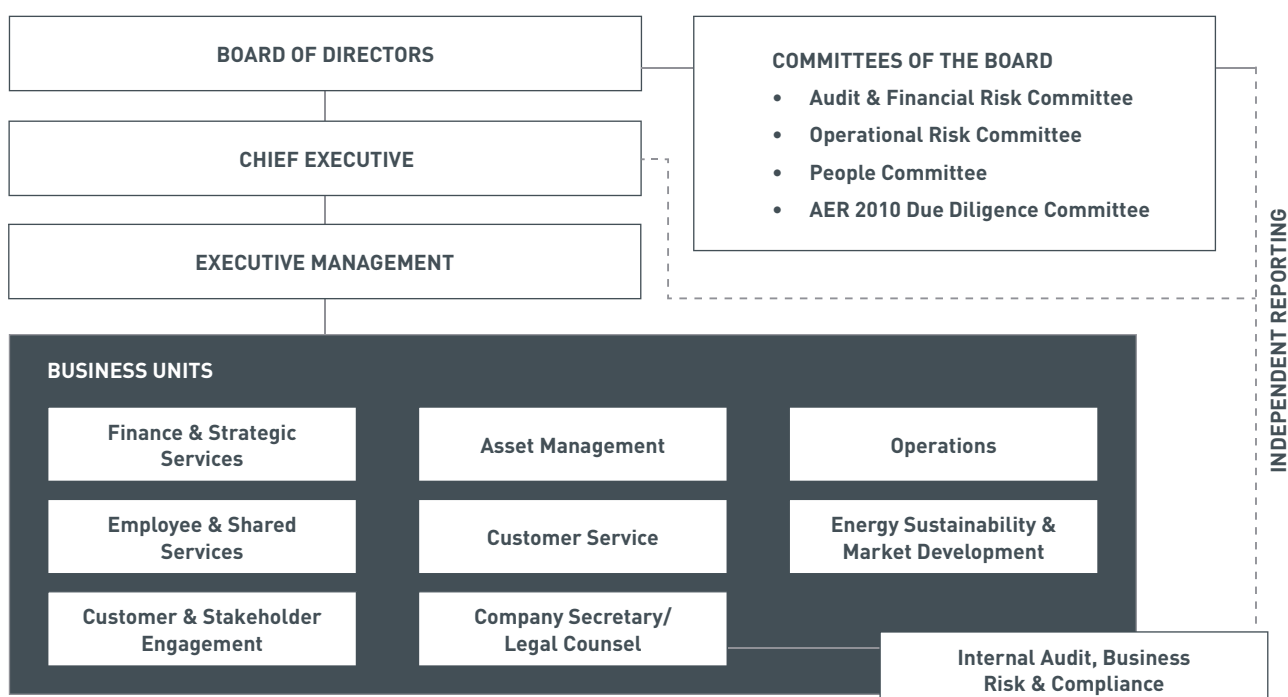 BOARD OF DIRECTORS
COMMITTEES OF THE BOARD
• Audit & Financial Risk Committee
• Operational Risk Committee
• People Committee
• AER 2010 Due Diligence Committee
CHIEF EXECUTIVE
EXECUTIVE MANAGEMENT
INDEPENDENT REPORTING
BUSINESS UNITS
Finance & Strategic
Services
Asset Management
Operations
Employee & Shared
Services
Customer Service
Energy Sustainability &
Market Development
Customer & Stakeholder
Engagement
Company Secretary/
Legal Counsel
Internal Audit, Business
Risk & Compliance